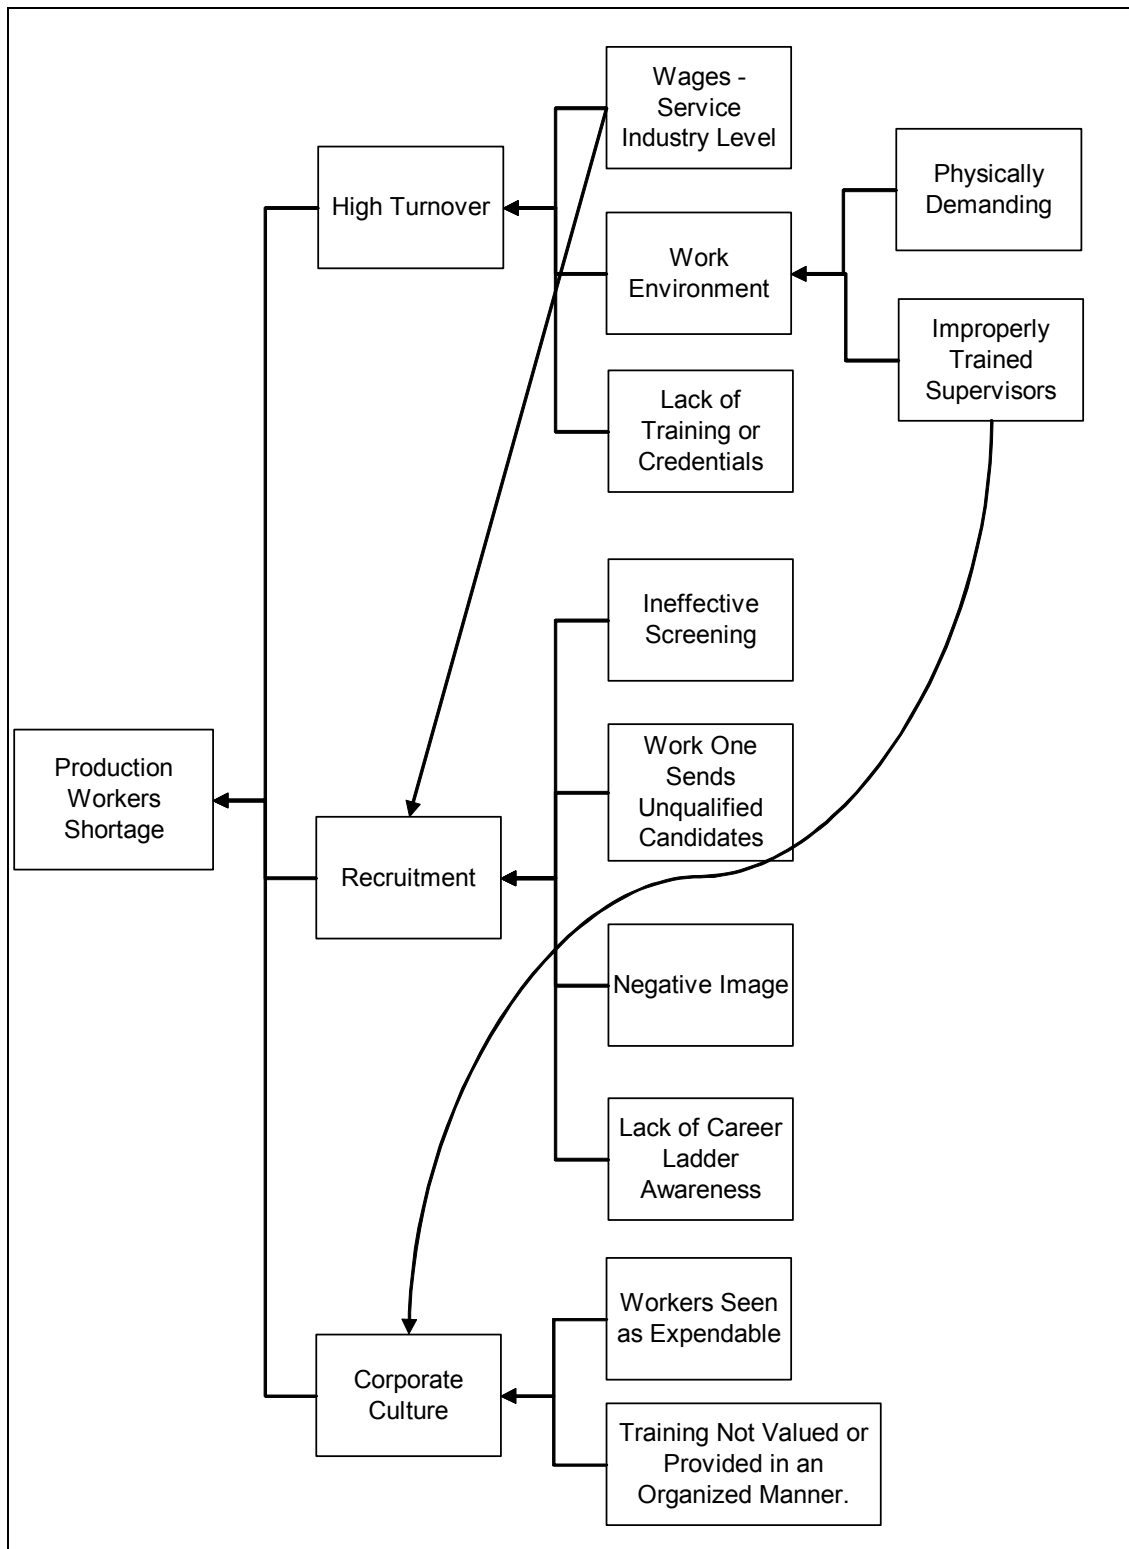 Wages -
Service
Industry Level
Physically
Demanding
High Turnover
Work
Environment
Improperly
Trained
Supervisors
Lack of
Training or
Credentials
Ineffective
Screening
Work One
Sends
Unqualified
Candidates
Production
Workers
Shortage
Recruitment
Negative Image
Lack of Career
Ladder
Awareness
Workers Seen
as Expendable
Corporate
Culture
Training Not Valued or
Provided in an
Organized Manner.